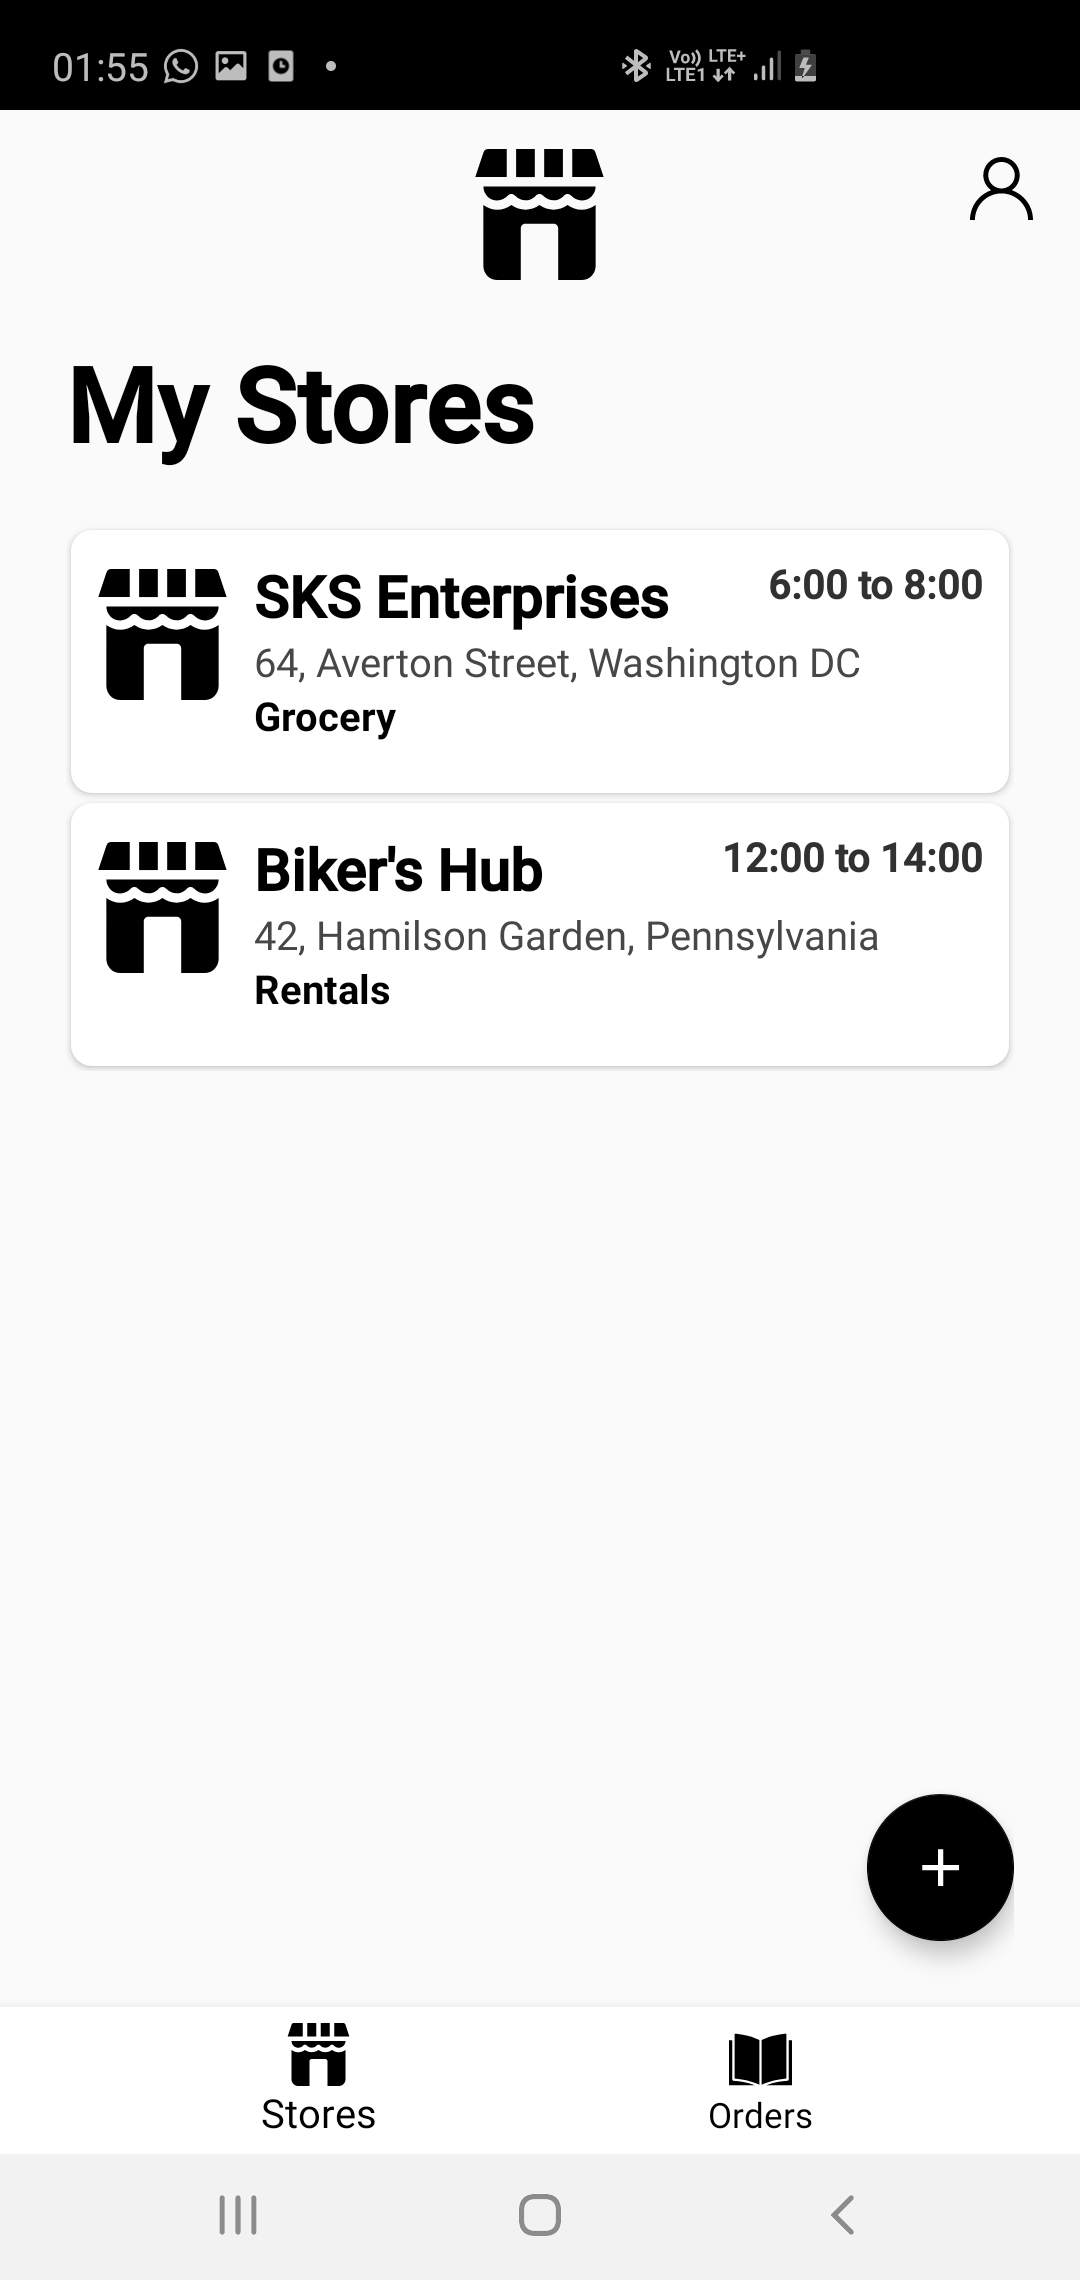 01:55
Vo)) LTE+
LTE1
My Stores
SKS Enterprises
6:00 to 8:00
64, Averton Street, Washington DC
Grocery
Biker's Hub
12:00 to 14:00
42, Hamilson Garden, Pennsylvania
Rentals
+
Stores
Orders